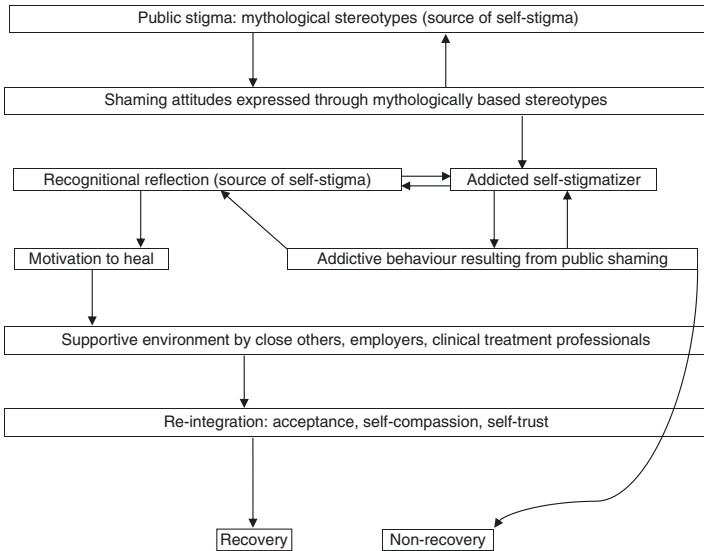 Public stigma: mythological stereotypes (source of self-stigma)
Shaming attitudes expressed through mythologically based stereotypes
Recognitional reflection (source of self-stigma)
Addicted self-stigmatizer
Motivation to heal
Addictive behaviour resulting from public shaming
Supportive environment by close others, employers, clinical treatment professionals
Re-integration: acceptance, self-compassion, self-trust
Recovery
Non-recovery